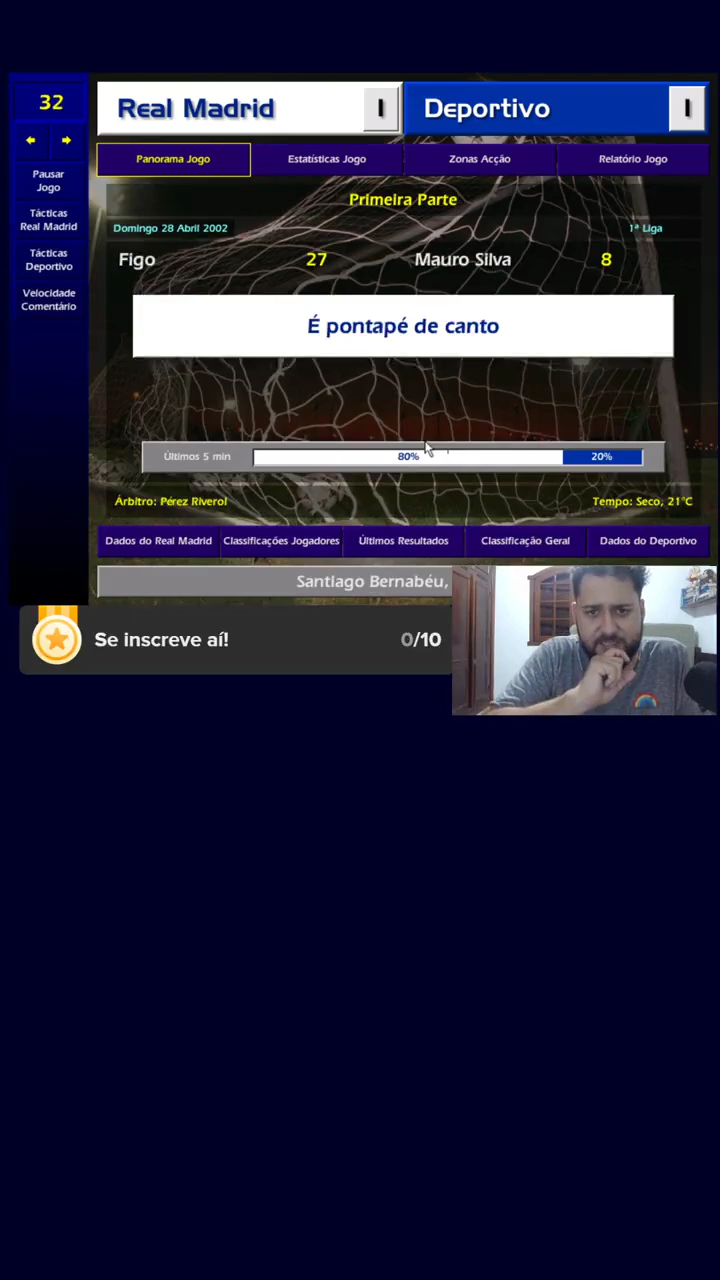 32
Real Madrid 1 Deportivo 1
Panorama Jogo Estatísticas Jogo Zonas Acção Relatório Jogo
Pausar
Jogo
Tácticas
Real Madrid
Tácticas
Deportivo
Velocidade
Comentário
Primeira Parte
Domingo 28 Abril 2002 1ª Liga
Figo 27 Mauro Silva 8
É pontapé de canto
Últimos 5 min 80% 20%
Árbitro: Pérez Riverol Tempo: Seco, 21°C
Dados do Real Madrid Classificações Jogadores Últimos Resultados Classificação Geral Dados do Deportivo
Santiago Bernabéu,
Se inscreve aí! 0/10